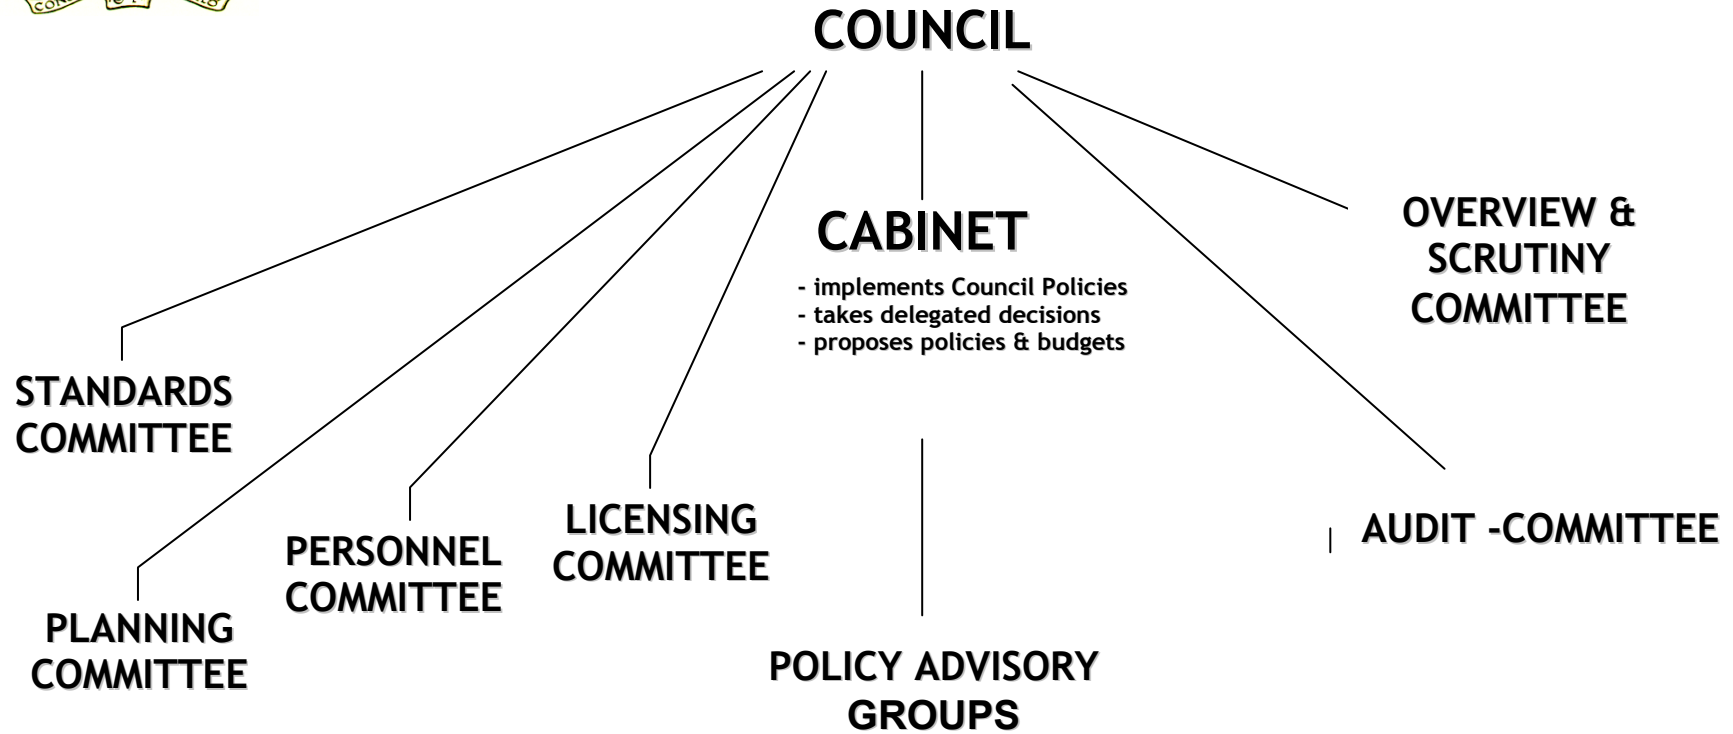 COUNCIL
CABINET
- implements Council Policies
- takes delegated decisions
- proposes policies & budgets
OVERVIEW &
SCRUTINY
COMMITTEE
STANDARDS
COMMITTEE
PLANNING
COMMITTEE
PERSONNEL
COMMITTEE
LICENSING
COMMITTEE
AUDIT -COMMITTEE
POLICY ADVISORY
GROUPS